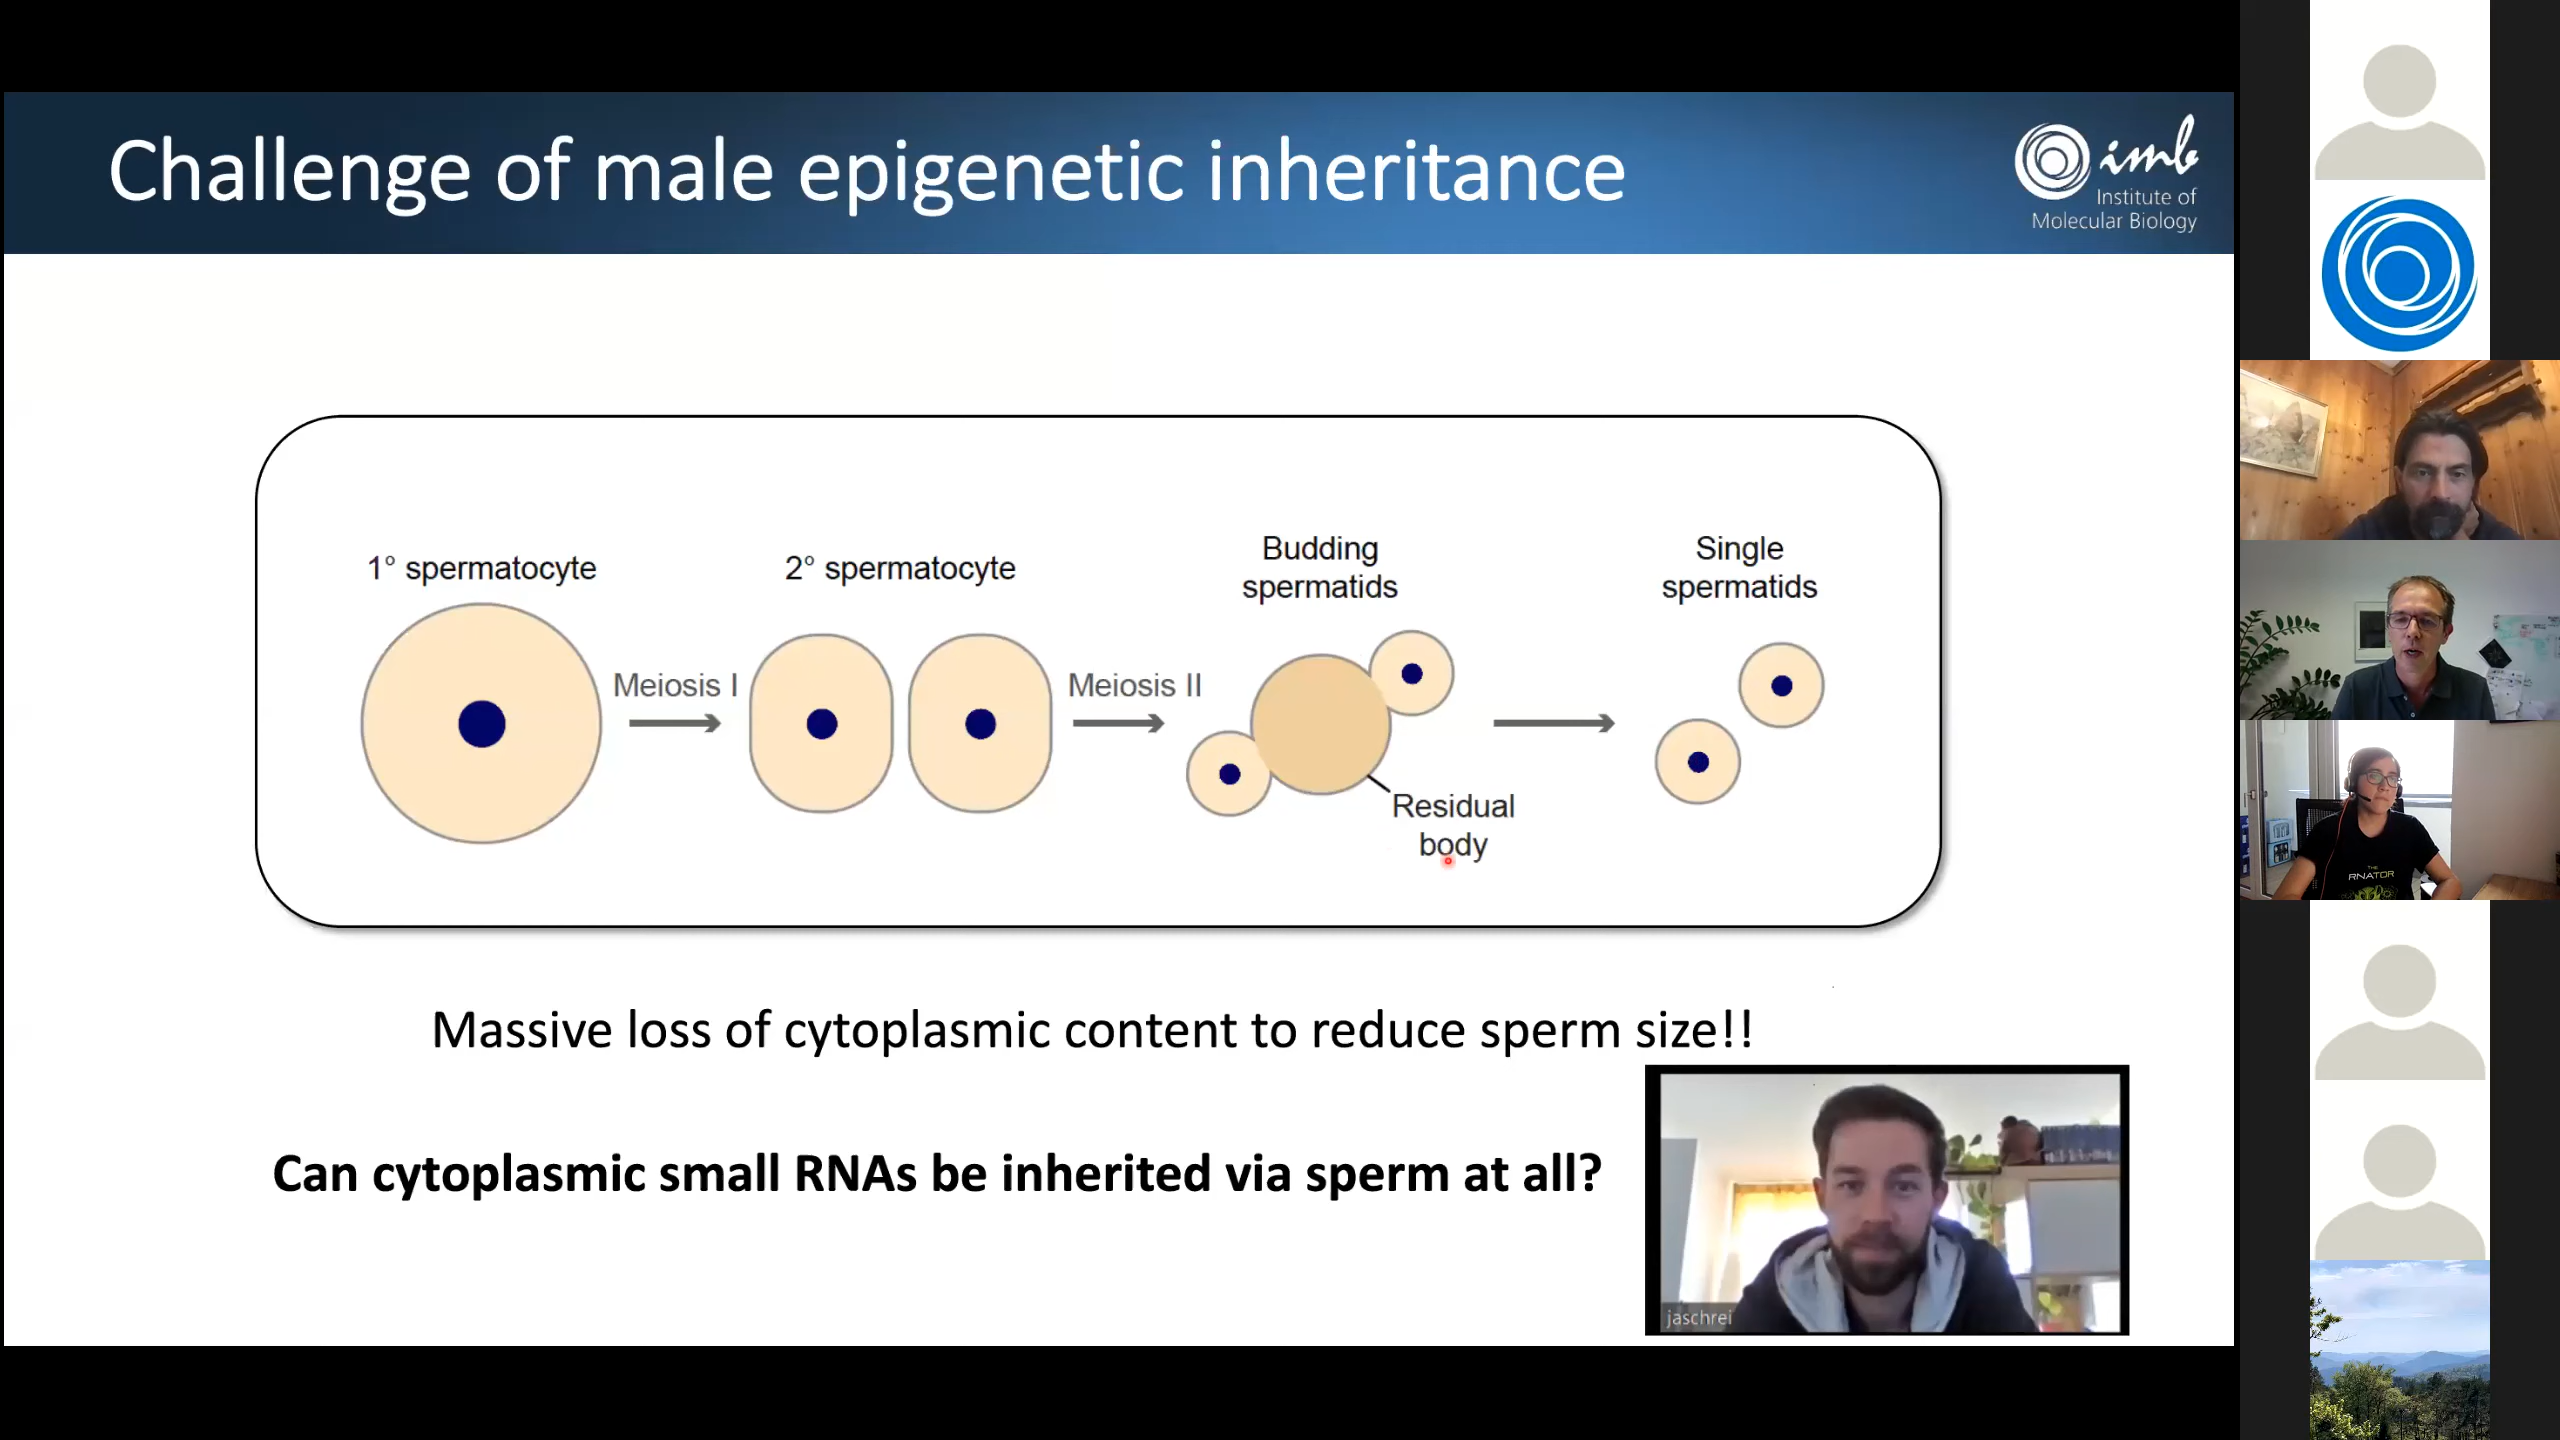 Challenge of male epigenetic inheritance
imb
Institute of
Molecular Biology
1° spermatocyte
Meiosis I
2° spermatocyte
Meiosis II
Budding
spermatids
Residual
body
Single
spermatids
Massive loss of cytoplasmic content to reduce sperm size!!
Can cytoplasmic small RNAs be inherited via sperm at all?
jaschrei
THE
RNATOR